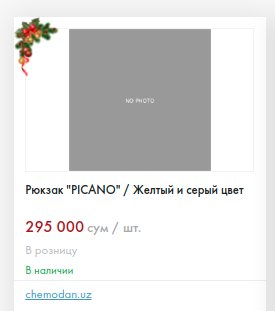 NO PHOTO
Рюкзак "PICANO" / Желтый и серый цвет
295 000 сум / шт.
В розницу
В наличии
chemodan.uz